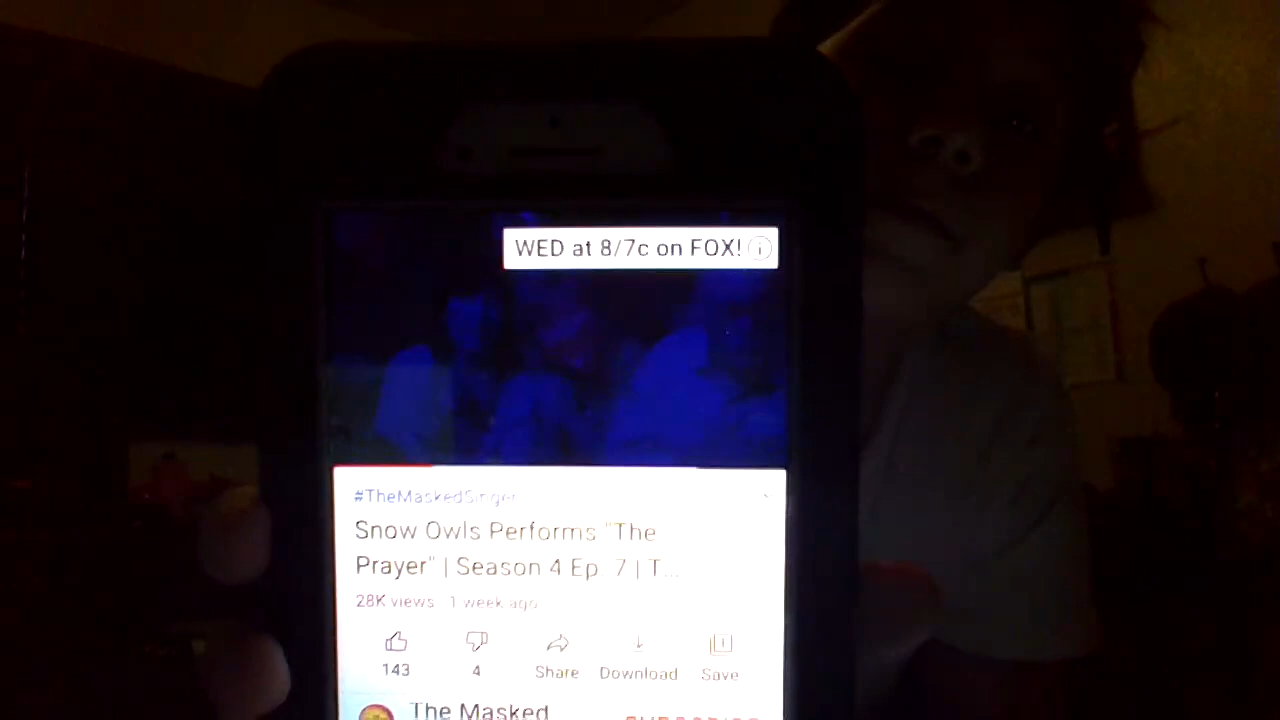 WED at 8/7c on FOX!
#TheMaskedSinger
Snow Owls Performs "The
Prayer" | Season 4 Ep. 7 | T...
28K views 1 week ago
143 4 Share Download Save
The Masked
SUBSCRIBE